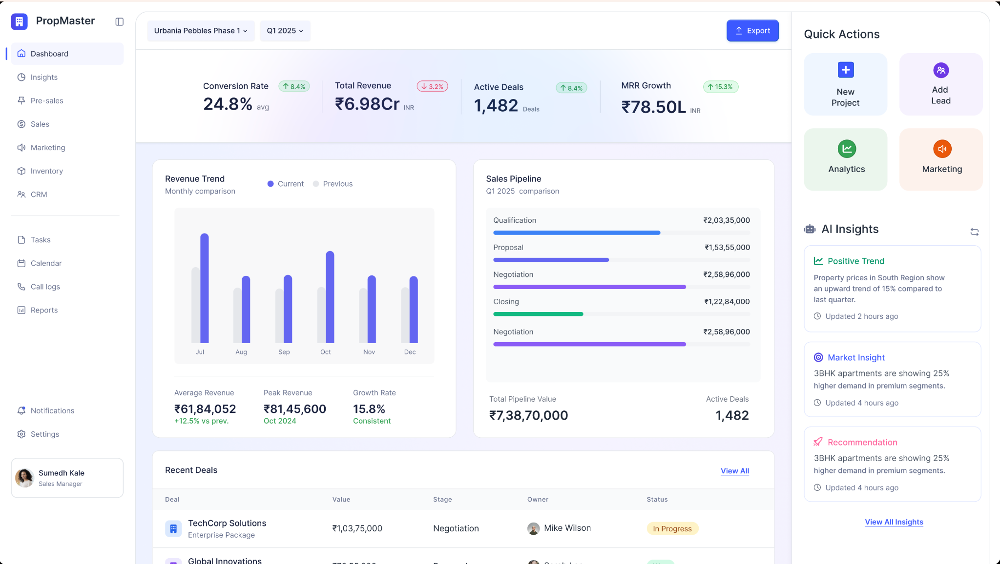 PropMaster
Dashboard
Insights
Pre-sales
Sales
Marketing
Inventory
CRM
Tasks
Calendar
Call logs
Reports
Notifications
Settings
Sumedh Kale
Sales Manager
Urbania Pebbles Phase 1
Q1 2025
Export
Conversion Rate
8.4%
24.8% avg
Total Revenue
3.2%
₹6.98Cr INR
Active Deals
8.4%
1,482 Deals
MRR Growth
15.3%
₹78.50L INR
Revenue Trend
Monthly comparison
Current
Previous
Jul
Aug
Sep
Oct
Nov
Dec
Average Revenue
₹61,84,052
+12.5% vs prev.
Peak Revenue
₹81,45,600
Oct 2024
Growth Rate
15.8%
Consistent
Sales Pipeline
Q1 2025 comparison
Qualification ₹2,03,35,000
Proposal ₹1,53,55,000
Negotiation ₹2,58,96,000
Closing ₹1,22,84,000
Negotiation ₹2,58,96,000
Total Pipeline Value
₹7,38,70,000
Active Deals
1,482
Recent Deals
View All
Deal Value Stage Owner Status
TechCorp Solutions
Enterprise Package
₹1,03,75,000
Negotiation
Mike Wilson
In Progress
Global Innovations
Quick Actions
New
Project
Add
Lead
Analytics
Marketing
AI Insights
Positive Trend
Property prices in South Region show
an upward trend of 15% compared to
last quarter.
Updated 2 hours ago
Market Insight
3BHK apartments are showing 25%
higher demand in premium segments.
Updated 4 hours ago
Recommendation
3BHK apartments are showing 25%
higher demand in premium segments.
Updated 4 hours ago
View All Insights